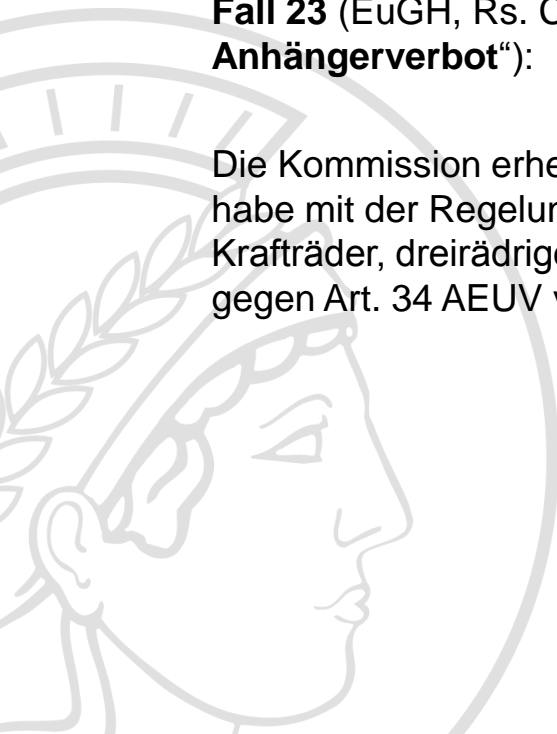 Fall 23 (EuGH, Rs. C
Anhängerverbot“):
Die Kommission erhe
habe mit der Regelun
Krafträder, dreirädrige
gegen Art. 34 AEUV v